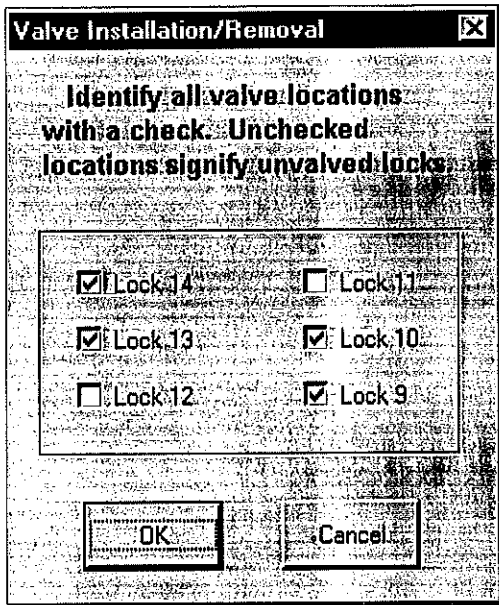 Valve Installation/Removal
Identify all valve locations
with a check. Unchecked
locations signify unvalved locks.
Lock 14
Lock 11
Lock 13
Lock 10
Lock 12
Lock 9
OK
Cancel